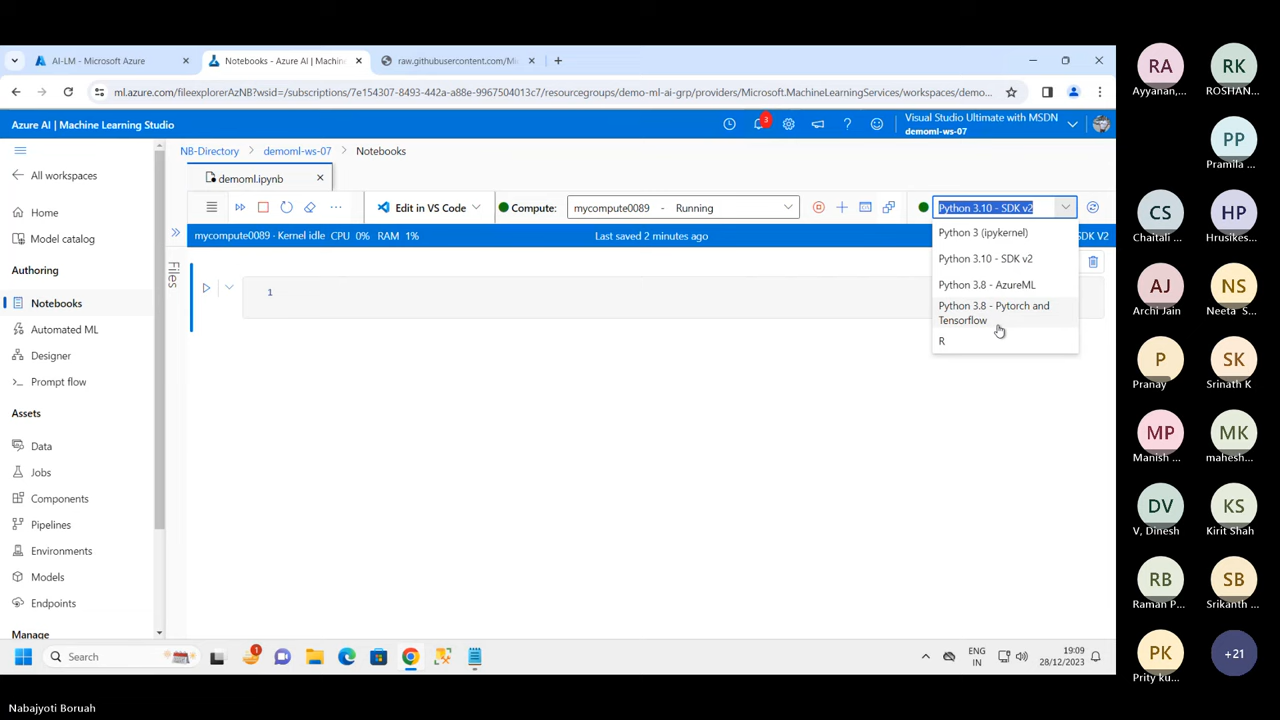 AI-LM - Microsoft Azure
Notebooks - Azure AI | Machin
raw.githubusercontent.com/Mi
ml.azure.com/fileexplorerAzNB?wsid=/subscriptions/7e154307-8493-442a-a88e-9967504013c7/resourcegroups/demo-ml-ai-grp/providers/Microsoft.MachineLearningServices/workspaces/demo...
Azure AI | Machine Learning Studio
3
Visual Studio Ultimate with MSDN
demoml-ws-07
All workspaces
Home
Model catalog
Authoring
Notebooks
Automated ML
Designer
Prompt flow
Assets
Data
Jobs
Components
Pipelines
Environments
Models
Endpoints
Manage
NB-Directory
demoml-ws-07
Notebooks
demoml.ipynb
Edit in VS Code
Compute:
mycompute0089 - Running
Python 3.10 - SDK v2
mycompute0089 · Kernel idle CPU 0% RAM 1%
Last saved 2 minutes ago
SDK V2
Files
1
Python 3 (ipykernel)
Python 3.10 - SDK v2
Python 3.8 - AzureML
Python 3.8 - Pytorch and
Tensorflow
R
Search
1
ENG
IN
19:09
28/12/2023
Nabajyoti Boruah
RA
Ayyanan,...
RK
ROSHAN...
PP
Pramila ...
CS
Chaitali ...
HP
Hrusikes...
AJ
Archi Jain
NS
Neeta S...
P
Pranay
SK
Srinath K
MP
Manish ...
MK
mahesh...
DV
V, Dinesh
KS
Kirit Shah
RB
Raman P...
SB
Srikanth ...
PK
Prity ku...
+21